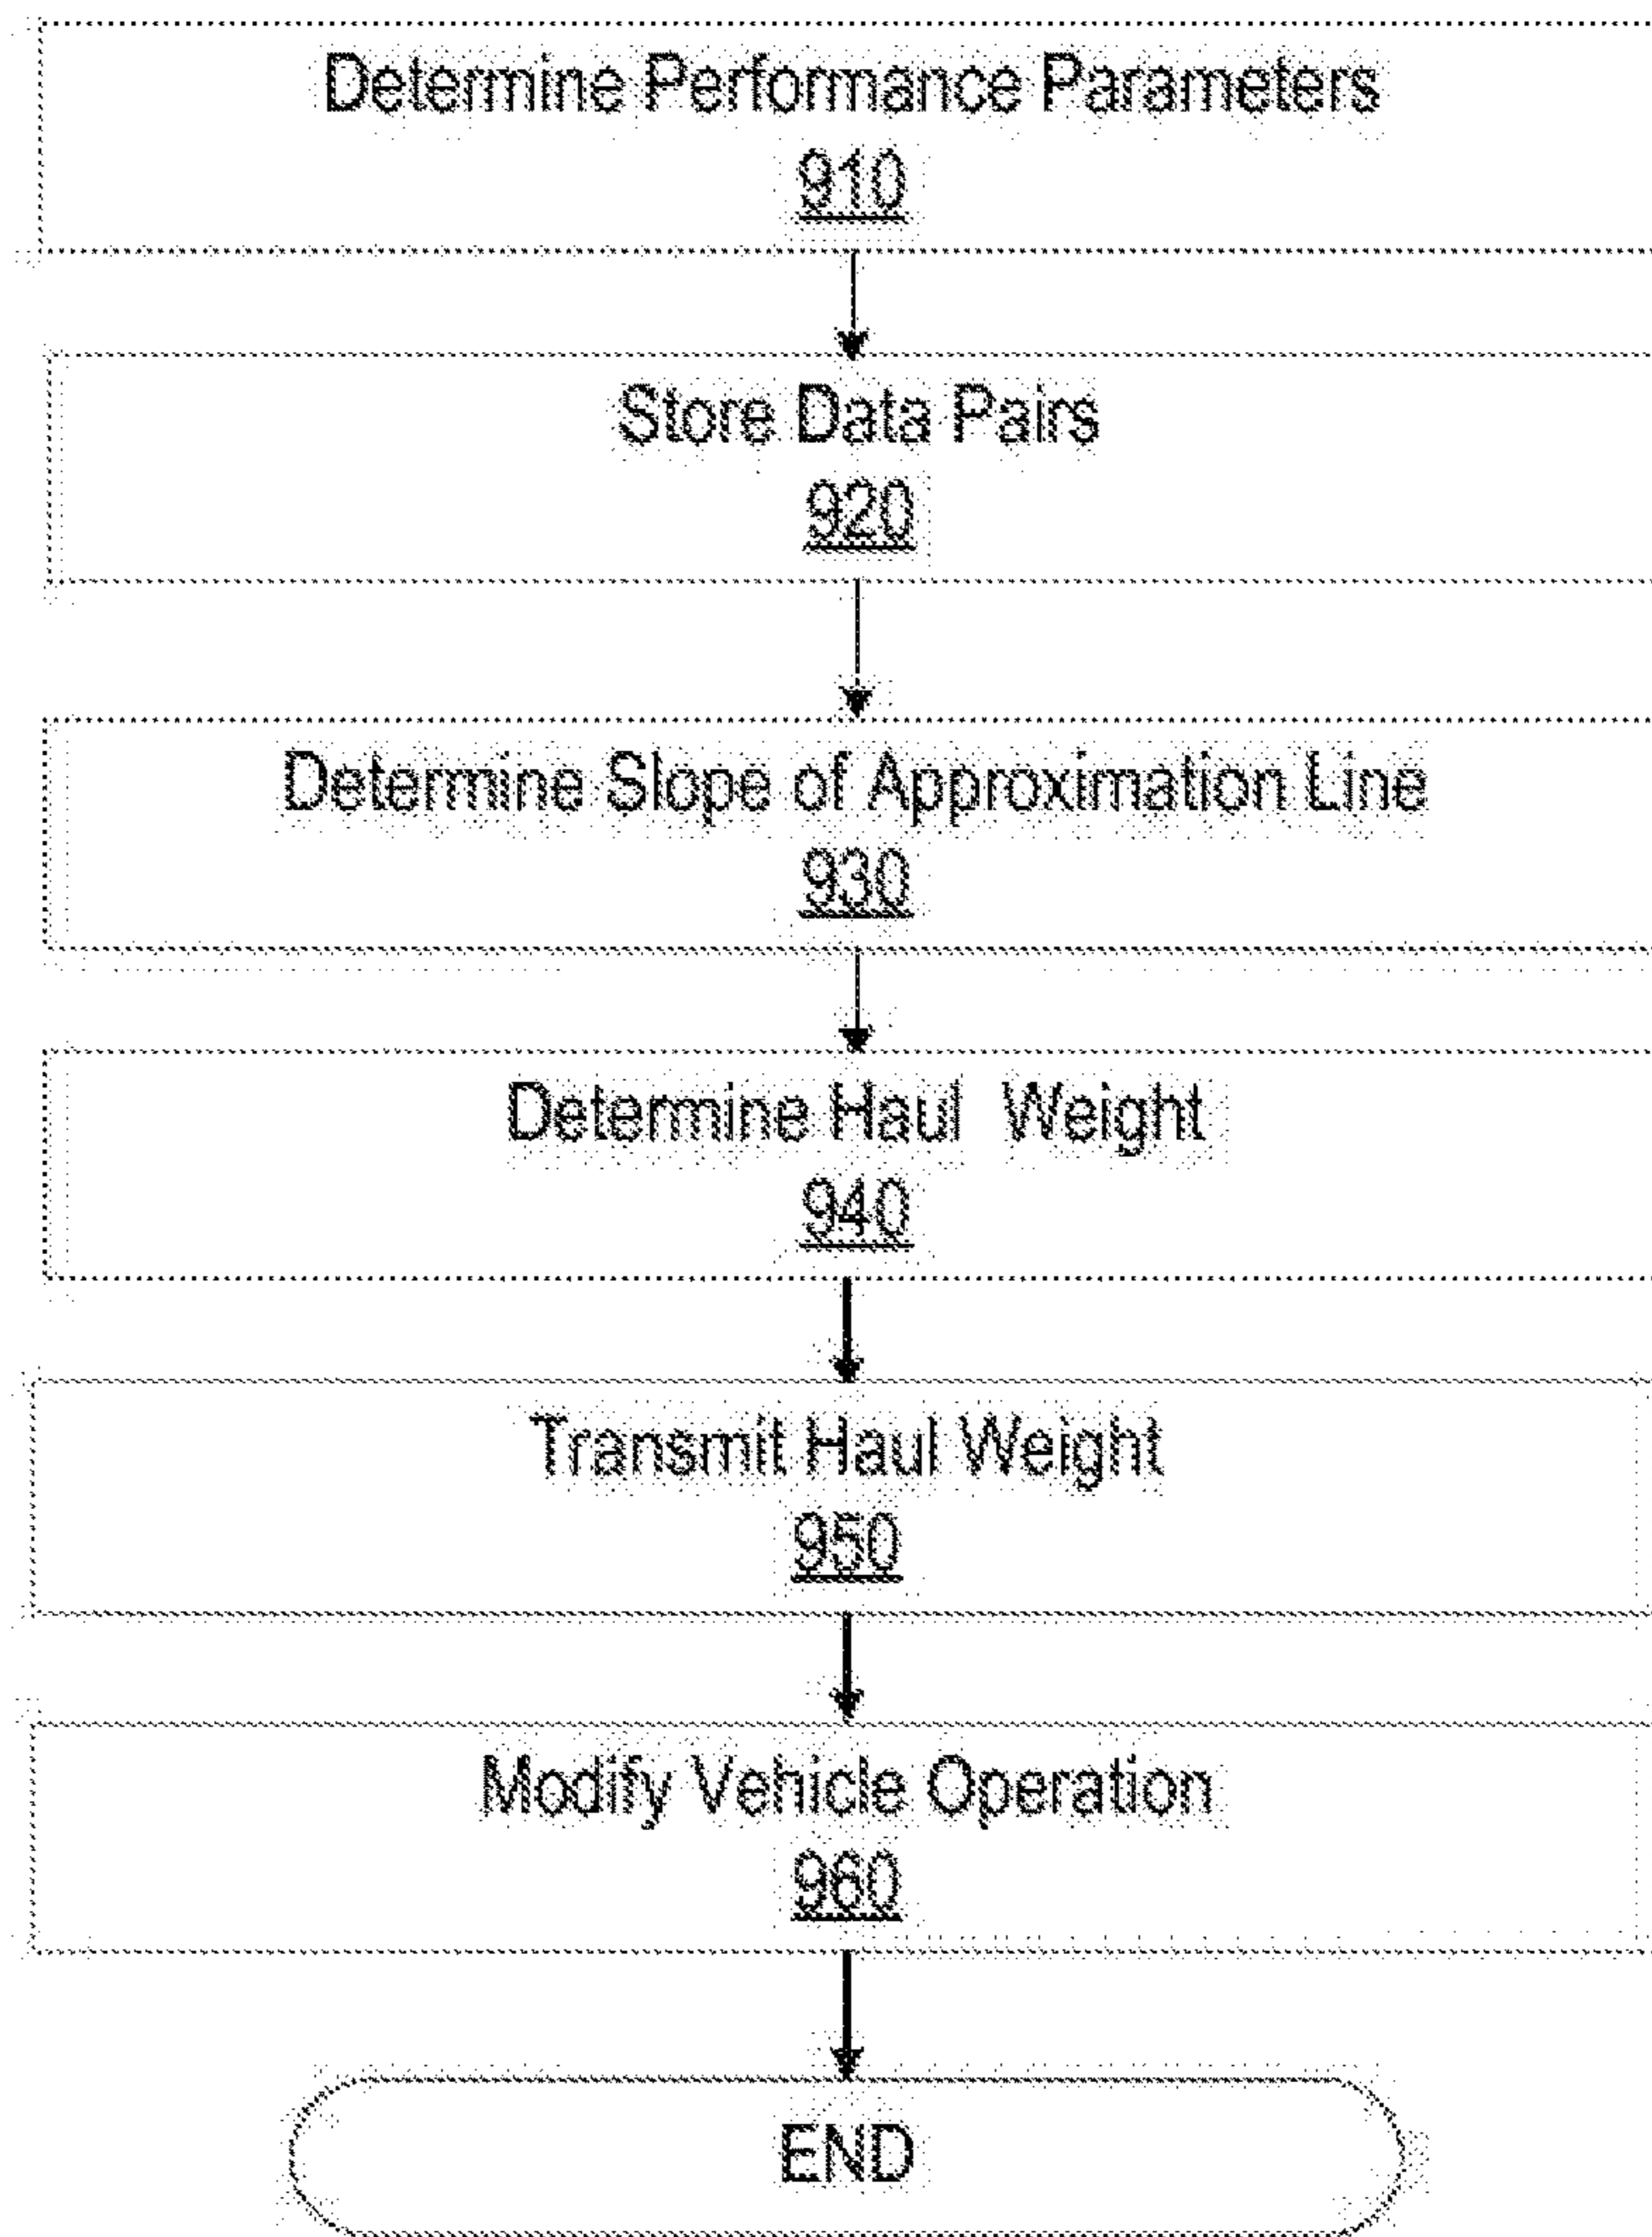 Determine Performance Parameters
910
Store Data Pairs
920
Determine Slope of Approximation Line
930
Determine Haul Weight
940
Transmit Haul Weight
950
Modify Vehicle Operation
960
END